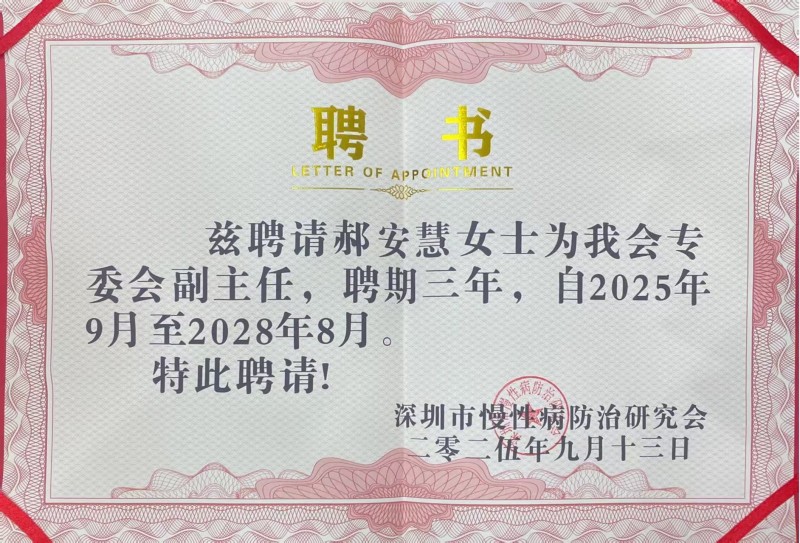 聘 书
LETTER OF APPOINTMENT
兹聘请郝安慧女士为我会专
委会副主任，聘期三年，自2025年
9月至2028年8月。
特此聘请!
深圳市慢性病防治研究会
二零二伍年九月十三日